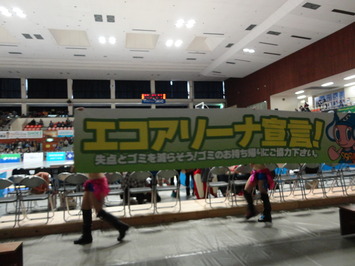 エコアリーナ宣言!
失点とゴミを減らそう!ゴミのお持ち帰りにご協力下さい。